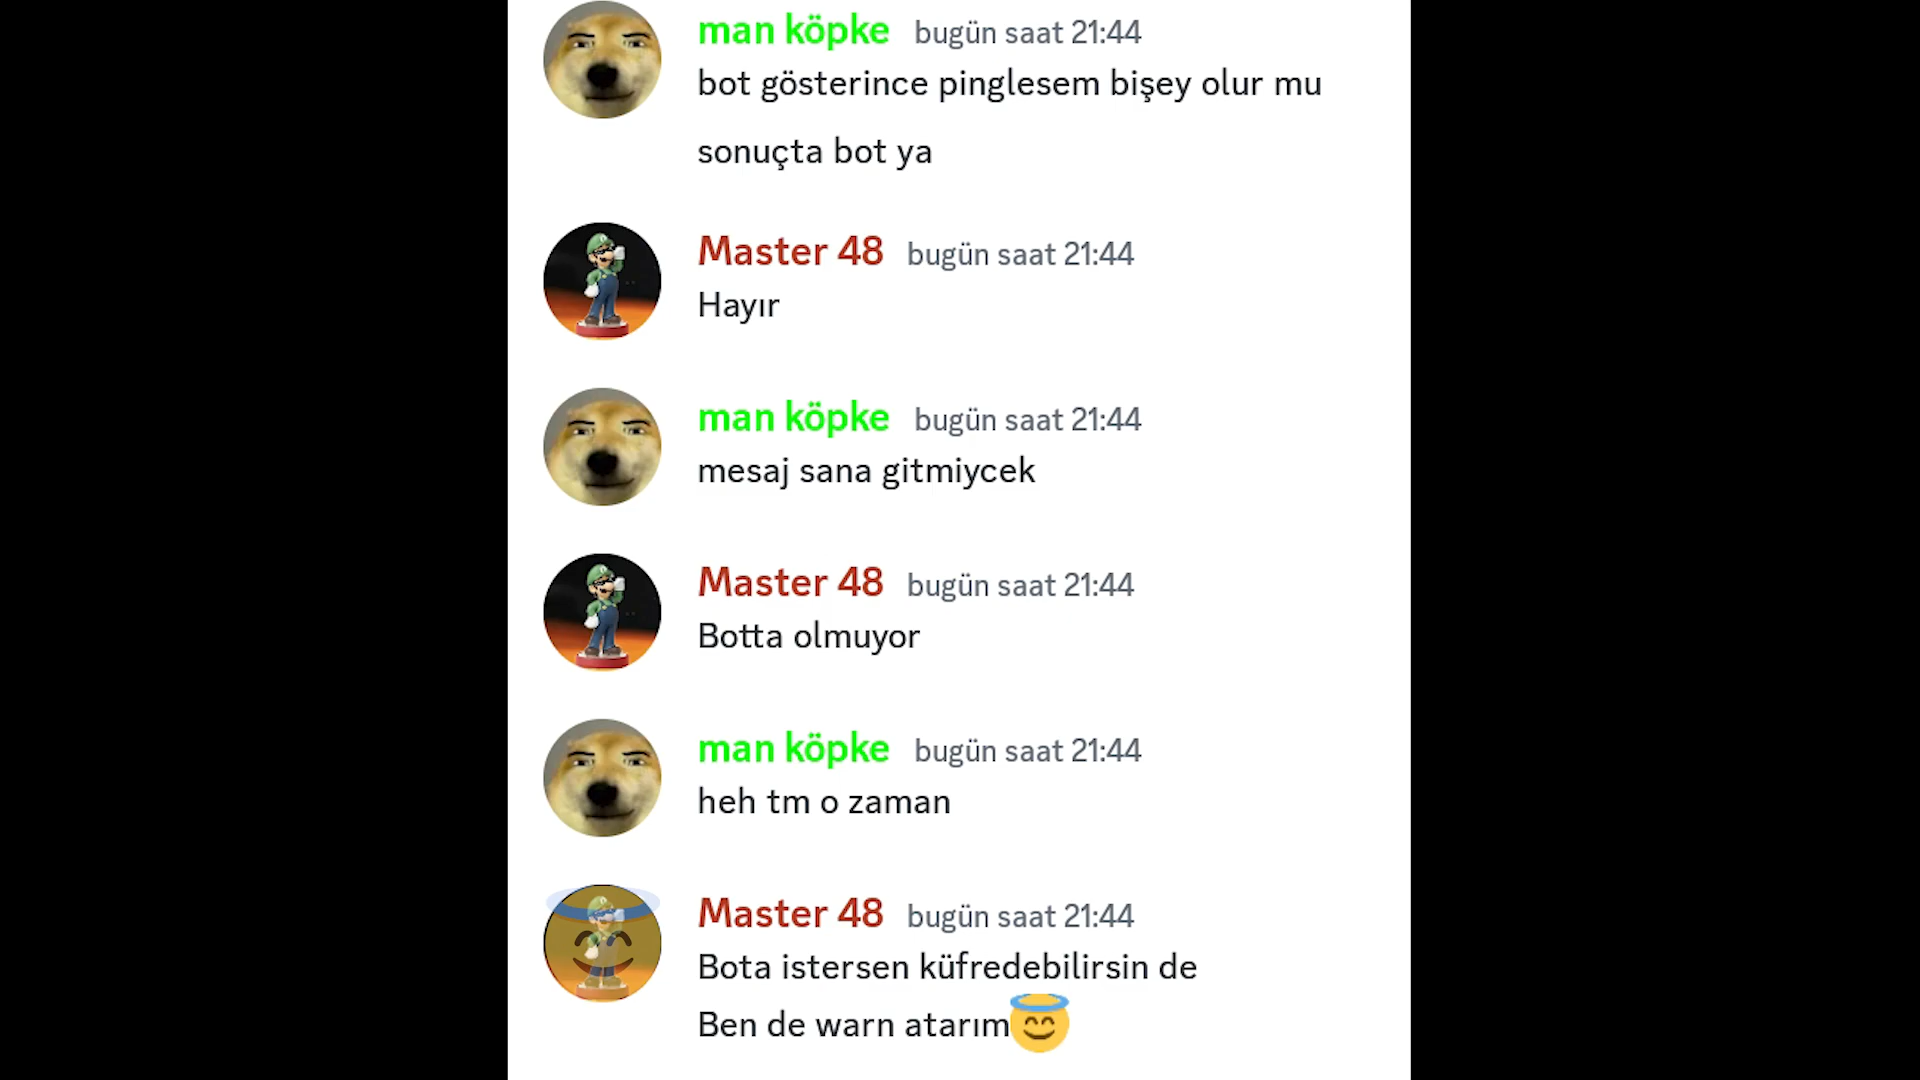 man köpke bugün saat 21:44
bot gösterince pinglesem bişey olur mu
sonuçta bot ya
Master 48 bugün saat 21:44
Hayır
man köpke bugün saat 21:44
mesaj sana gitmiycek
Master 48 bugün saat 21:44
Botta olmuyor
man köpke bugün saat 21:44
heh tm o zaman
Master 48 bugün saat 21:44
Bota istersen küfredebilirsin de
Ben de warn atarım😇